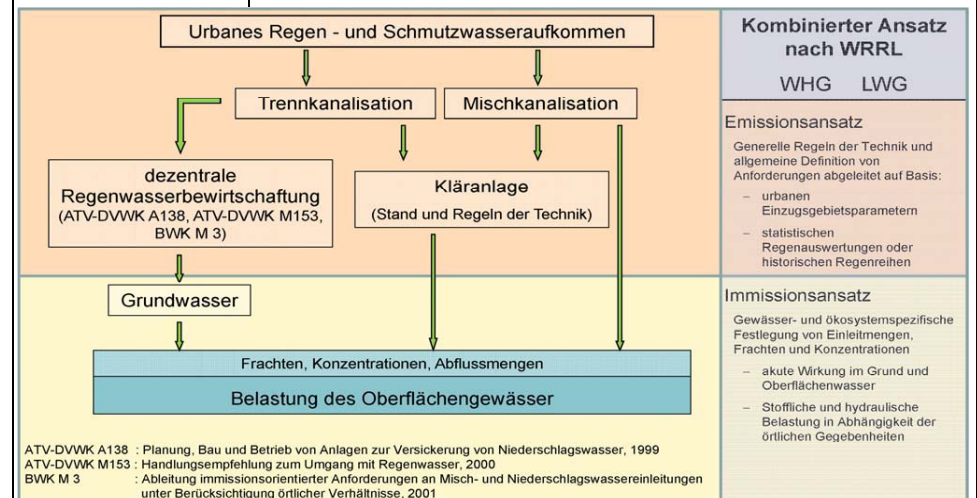 Urbanes Regen - und Schmutzwasseraufkommen
Trennkanalisation
Mischkanalisation
dezentrale
Regenwasserbewirtschaftung
(ATV-DVWK A138, ATV-DVWK M153,
BWK M 3)
Kläranlage
(Stand und Regeln der Technik)
Grundwasser
Frachten, Konzentrationen, Abflussmengen
Belastung des Oberflächengewässer
ATV-DVWK A138 : Planung, Bau und Betrieb von Anlagen zur Versickerung von Niederschlagswasser, 1999
ATV-DVWK M153 : Handlungsempfehlung zum Umgang mit Regenwasser, 2000
BWK M 3 : Ableitung immissionsorientierter Anforderungen an Misch- und Niederschlagswassereinleitungen
unter Berücksichtigung örtlicher Verhältnisse, 2001
Kombinierter Ansatz
nach WRRL
WHG LWG
Emissionsansatz
Generelle Regeln der Technik und
allgemeine Definition von
Anforderungen abgeleitet auf Basis:
– urbanen
Einzugsgebietsparametern
– statistischen
Regenauswertungen oder
historischen Regenreihen
Immissionsansatz
Gewässer- und ökosystemspezifische
Festlegung von Einleitmengen,
Frachten und Konzentrationen
– akute Wirkung im Grund und
Oberflächenwasser
– Stoffliche und hydraulische
Belastung in Abhängigkeit der
örtlichen Gegebenheiten